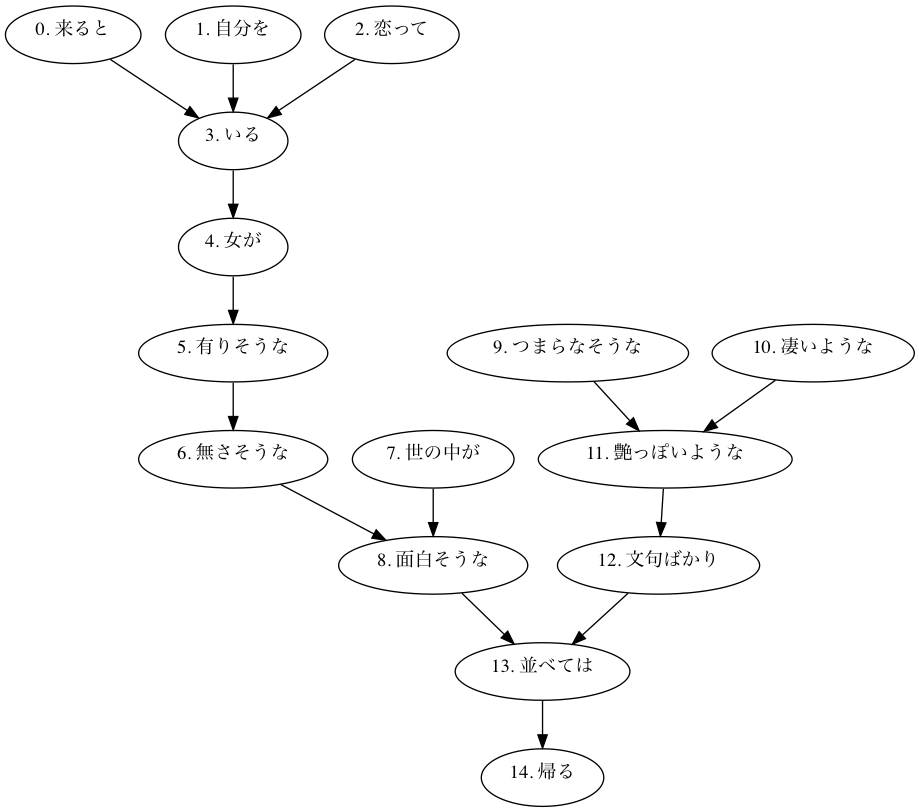 0. 来ると
1. 自分を
2. 恋って
3. いる
4. 女が
5. 有りそうな
6. 無さそうな
7. 世の中が
8. 面白そうな
9. つまらなそうな
10. 凄いような
11. 艶っぽいような
12. 文句ばかり
13. 並べては
14. 帰る